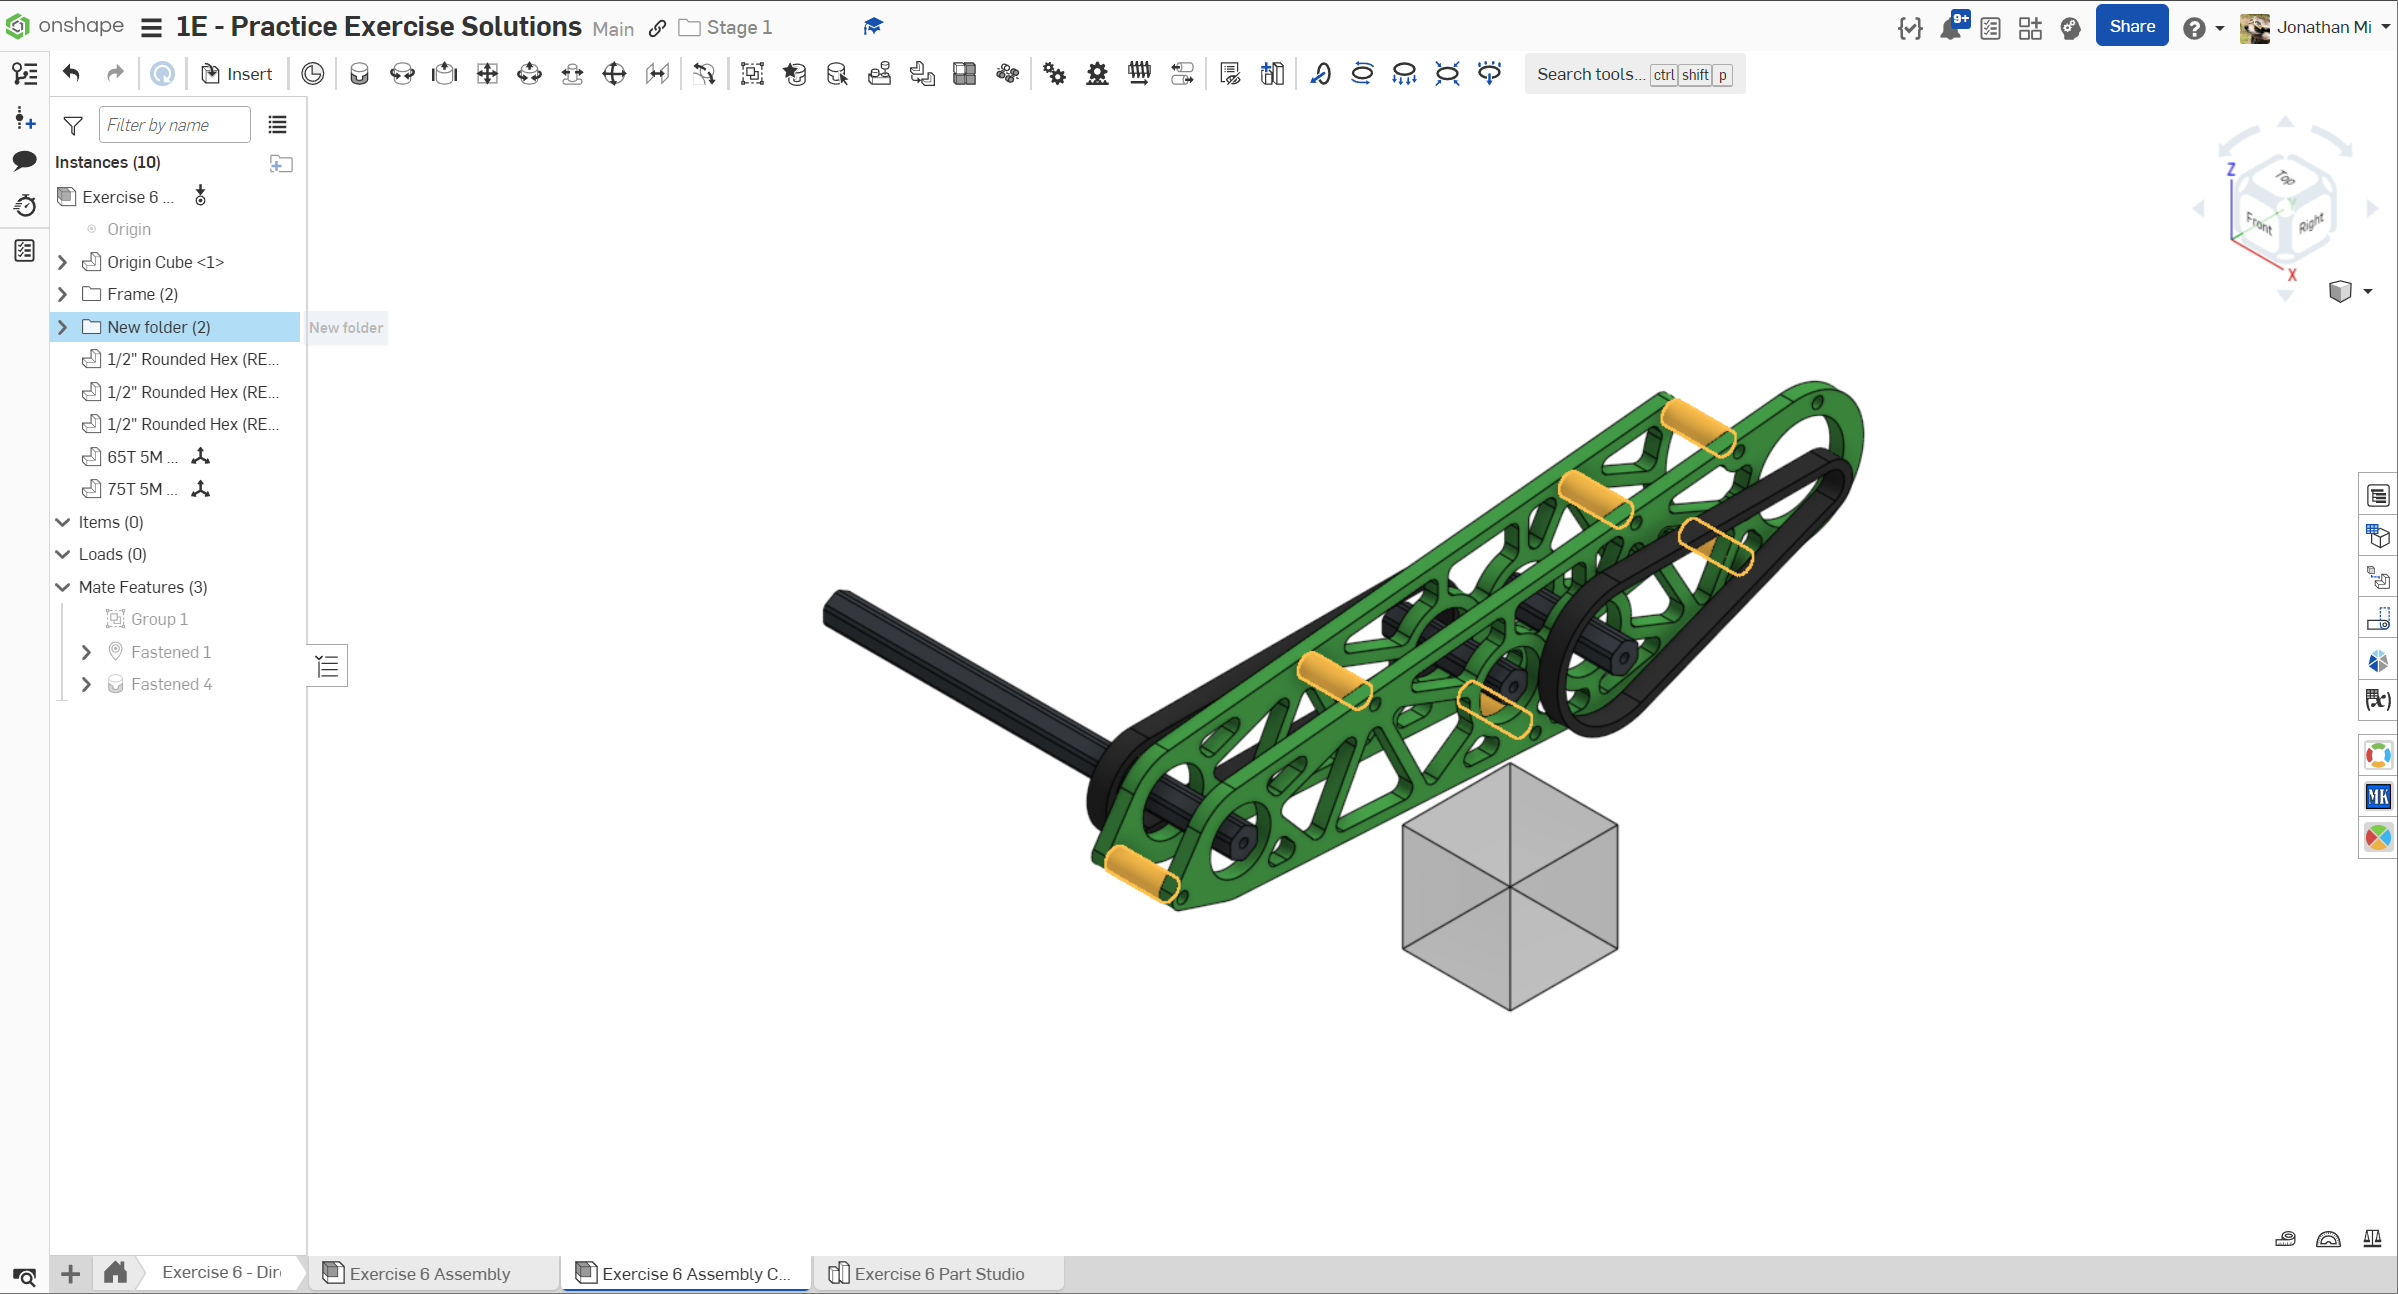 onshape 1E - Practice Exercise Solutions Main Stage 1 9+ Share Jonathan Mi
Insert Search tools... ctrl shift p
Filter by name
Instances (10)
Exercise 6 ...
Origin
Origin Cube <1>
Frame (2)
New folder (2) New folder
1/2" Rounded Hex (RE...
1/2" Rounded Hex (RE...
1/2" Rounded Hex (RE...
65T 5M ...
75T 5M ...
Items (0)
Loads (0)
Mate Features (3)
Group 1
Fastened 1
Fastened 4
Z
Top
Y
Front
Right
X
(x)
MK
Exercise 6 - Dir Exercise 6 Assembly Exercise 6 Assembly C... Exercise 6 Part Studio